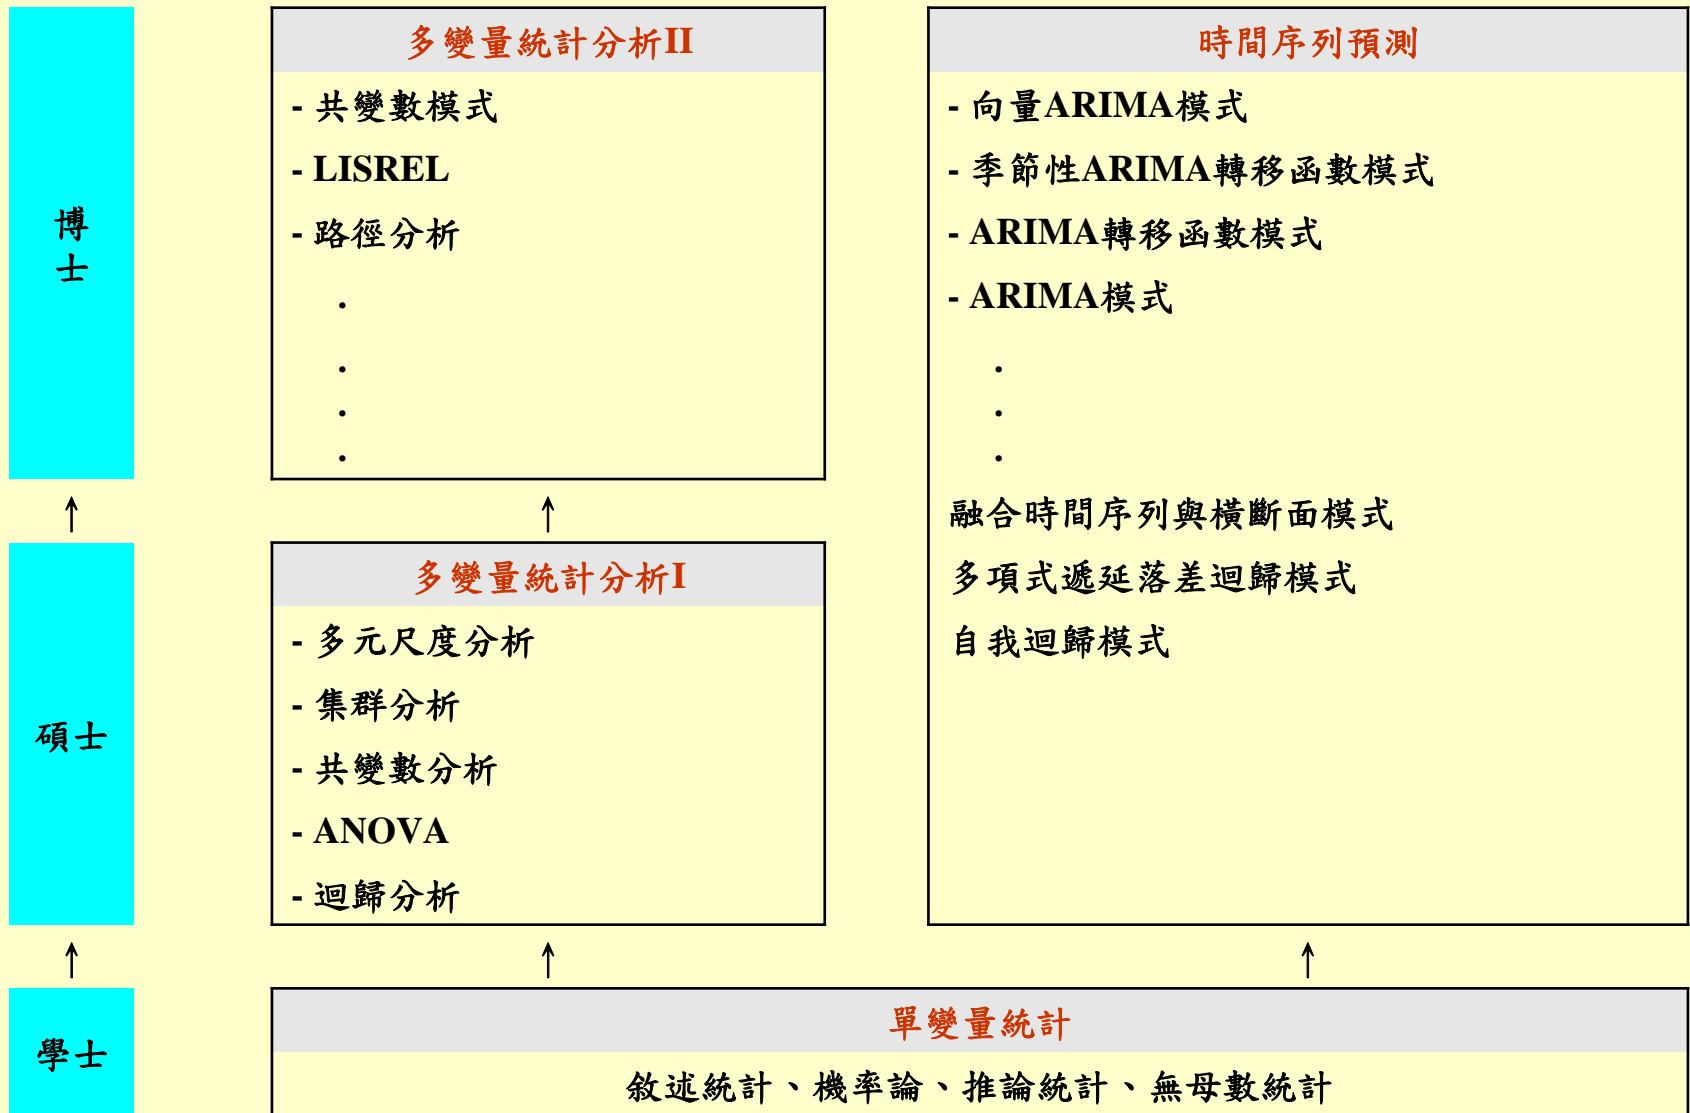 博
士
多變量統計分析II
- 共變數模式
- LISREL
- 路徑分析
.
.
.
.
時間序列預測
- 向量ARIMA模式
- 季節性ARIMA轉移函數模式
- ARIMA轉移函數模式
- ARIMA模式
.
.
.
融合時間序列與橫斷面模式
多項式遞延落差迴歸模式
自我迴歸模式
↑
↑
碩士
多變量統計分析I
- 多元尺度分析
- 集群分析
- 共變數分析
- ANOVA
- 迴歸分析
↑
↑
↑
學士
單變量統計
敘述統計、機率論、推論統計、無母數統計